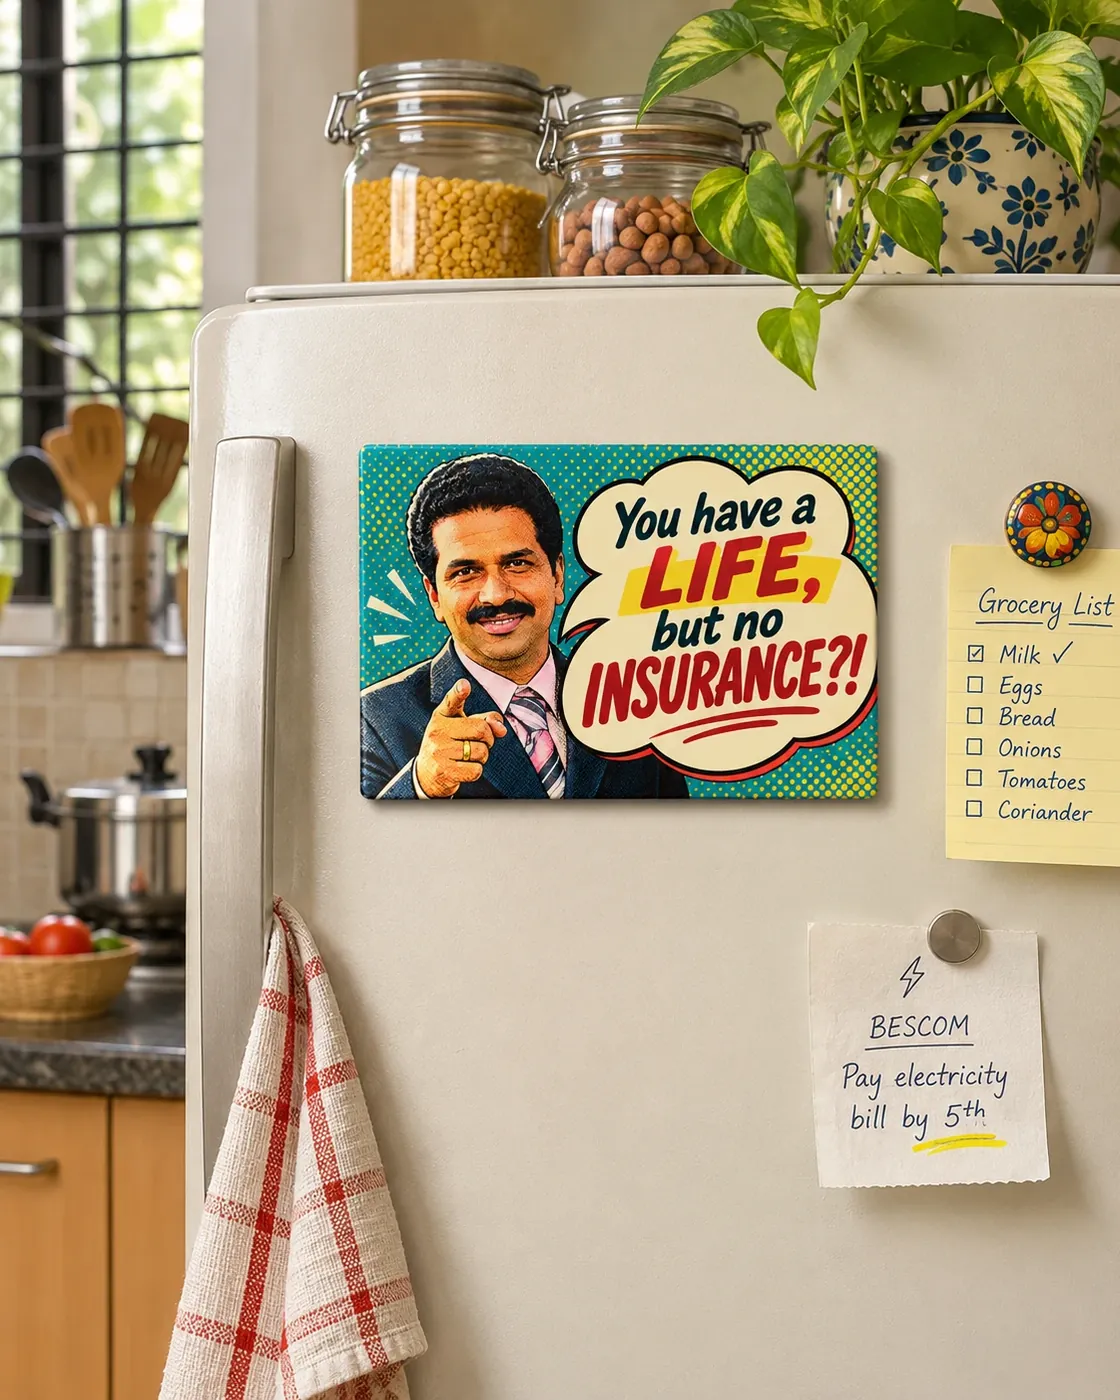 You have a
LIFE,
but no
INSURANCE?!
Grocery List
☑ Milk ✓
☐ Eggs
☐ Bread
☐ Onions
☐ Tomatoes
☐ Coriander
BESCOM
Pay electricity
bill by 5th